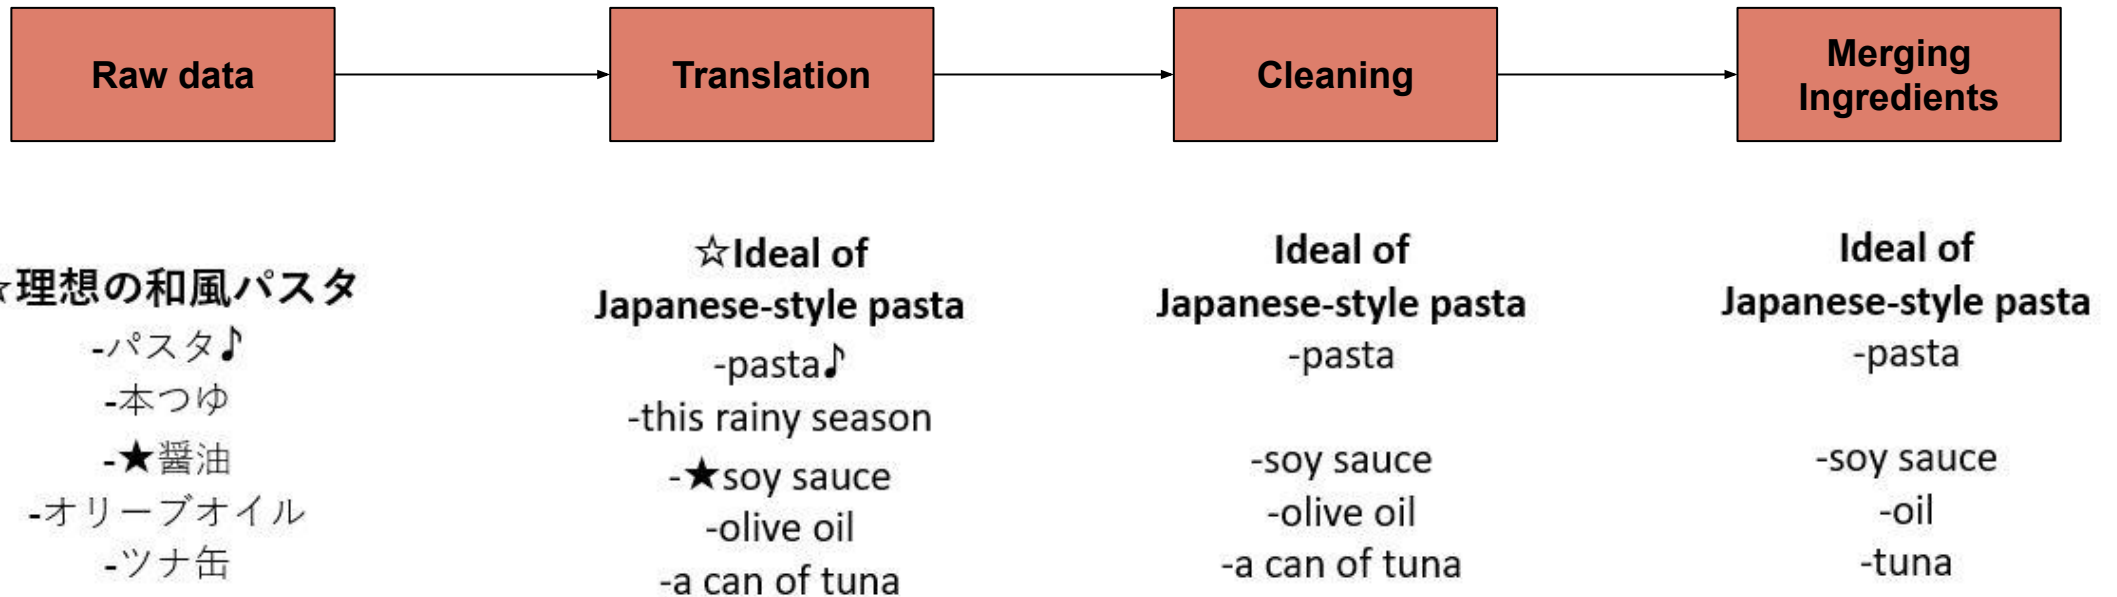 Raw data
Translation
Cleaning
Merging
Ingredients
☆理想の和風パスタ
-パスタ♪
-本つゆ
-★醤油
-オリーブオイル
-ツナ缶
☆Ideal of
Japanese-style pasta
-pasta♪
-this rainy season
-★soy sauce
-olive oil
-a can of tuna
Ideal of
Japanese-style pasta
-pasta
-soy sauce
-olive oil
-a can of tuna
Ideal of
Japanese-style pasta
-pasta
-soy sauce
-oil
-tuna